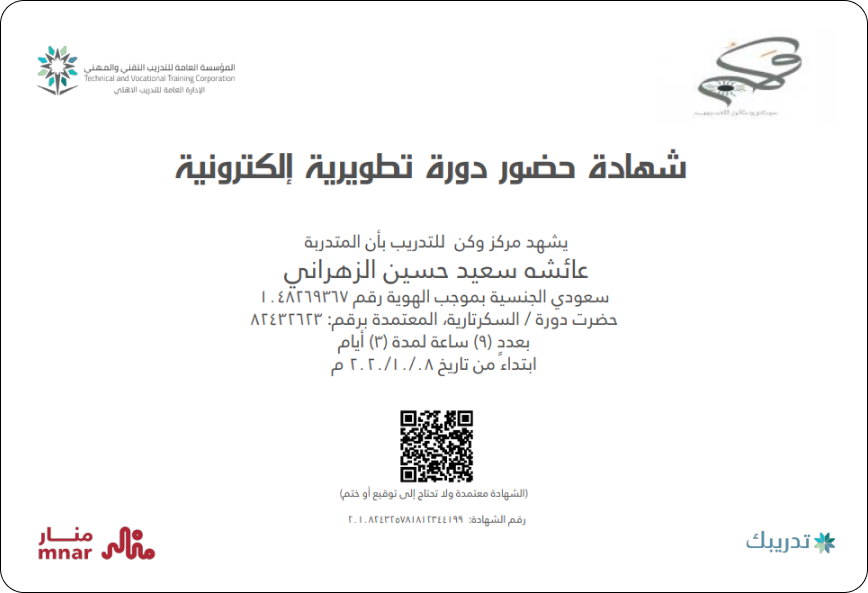 المؤسسة العامة للتدريب التقني والمهني
Technical and Vocational Training Corporation
الإدارة العامة للتدريب الاهلي
شهادة حضور دورة تطويرية إلكترونية
يشهد مركز وكن للتدريب بأن المتدربة
عائشه سعيد حسين الزهراني
سعودي الجنسية بموجب الهوية رقم ١٠٤٨٢٦٩٣٦٧
حضرت دورة / السكرتارية، المعتمدة برقم: ٨٢٤٣٢٦٢٣
بعددٍ (٩) ساعة لمدة (٣) أيام
ابتداءً من تاريخ ٢٠٢٠/١٠/٠٨ م
(الشهادة معتمدة ولا تحتاج إلى توقيع أو ختم)
رقم الشهادة: ٢٠١٠٨٢٤٣٢٥٧٨١٨١٢٣٤٤١٩٩
منار
mnar
تدريبك